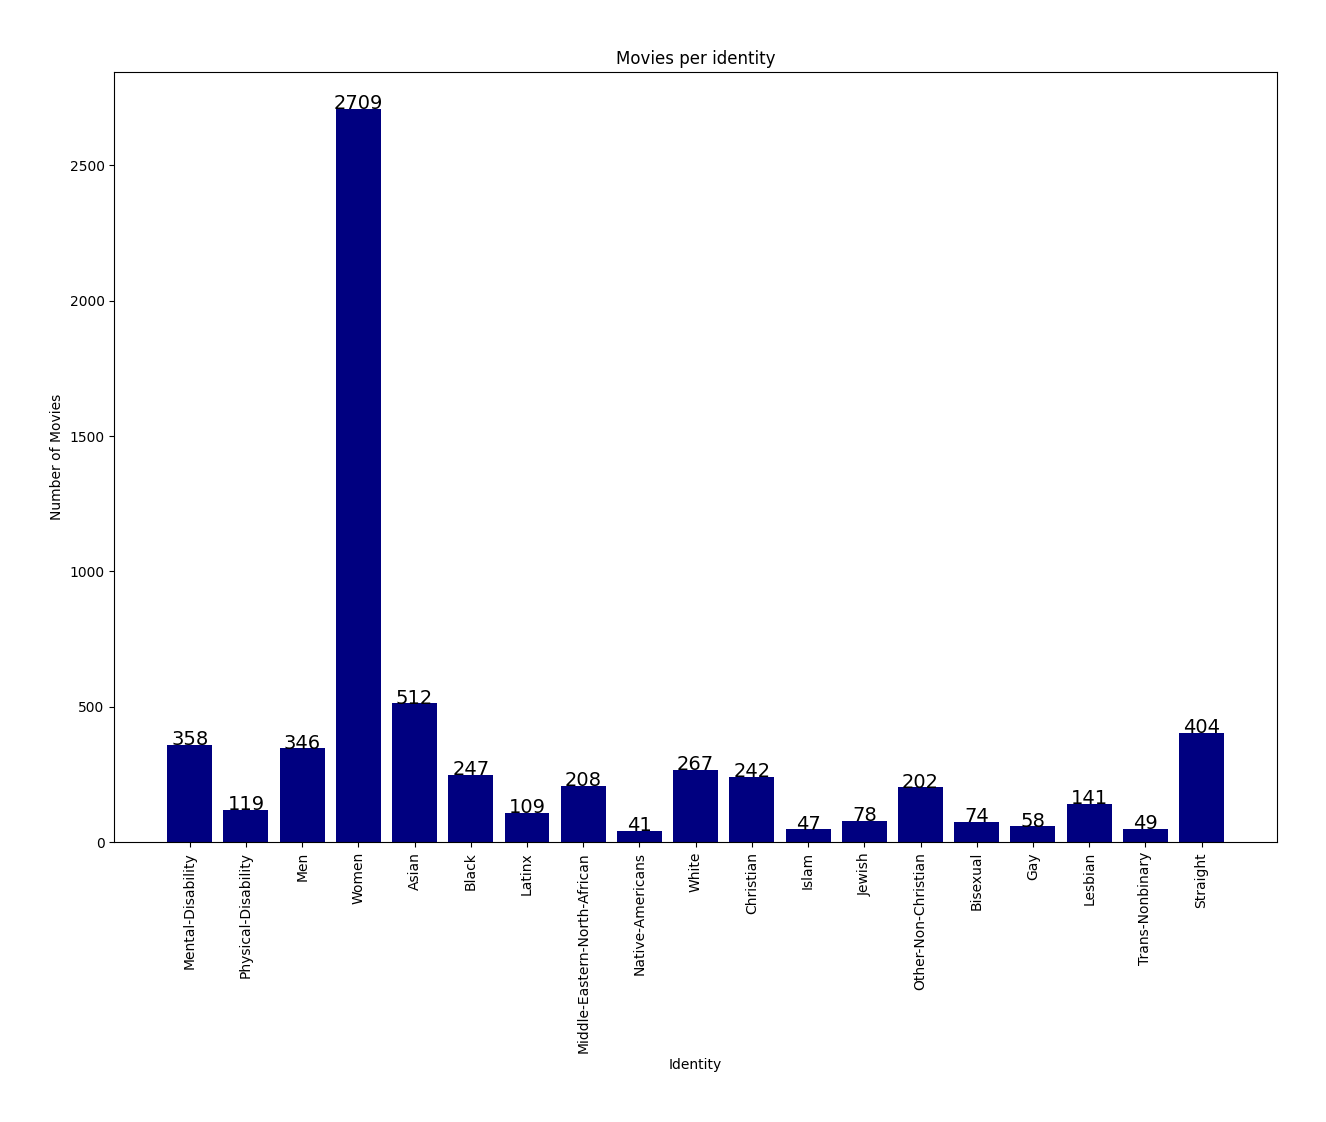 Movies per identity
Number of Movies
2500
2000
1500
1000
500
0
2709
358
119
346
512
247
109
208
41
267
242
47
78
202
74
58
141
49
404
Mental-Disability
Physical-Disability
Men
Women
Asian
Black
Latinx
Middle-Eastern-North-African
Native-Americans
White
Christian
Islam
Jewish
Other-Non-Christian
Bisexual
Gay
Lesbian
Trans-Nonbinary
Straight
Identity